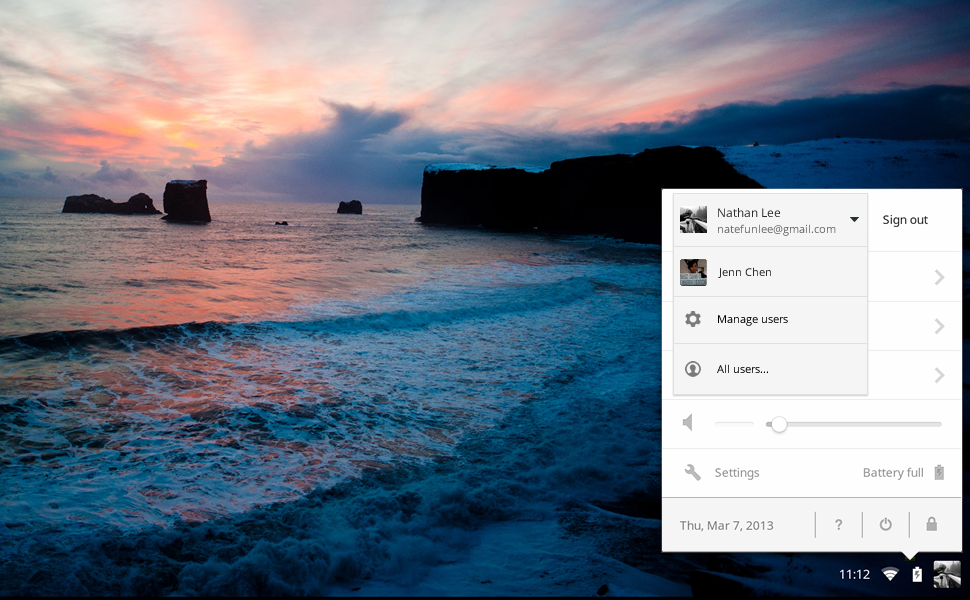 Nathan Lee
natefunlee@gmail.com
Sign out
Jenn Chen
Manage users
All users...
Settings
Battery full
Thu, Mar 7, 2013
?
11:12